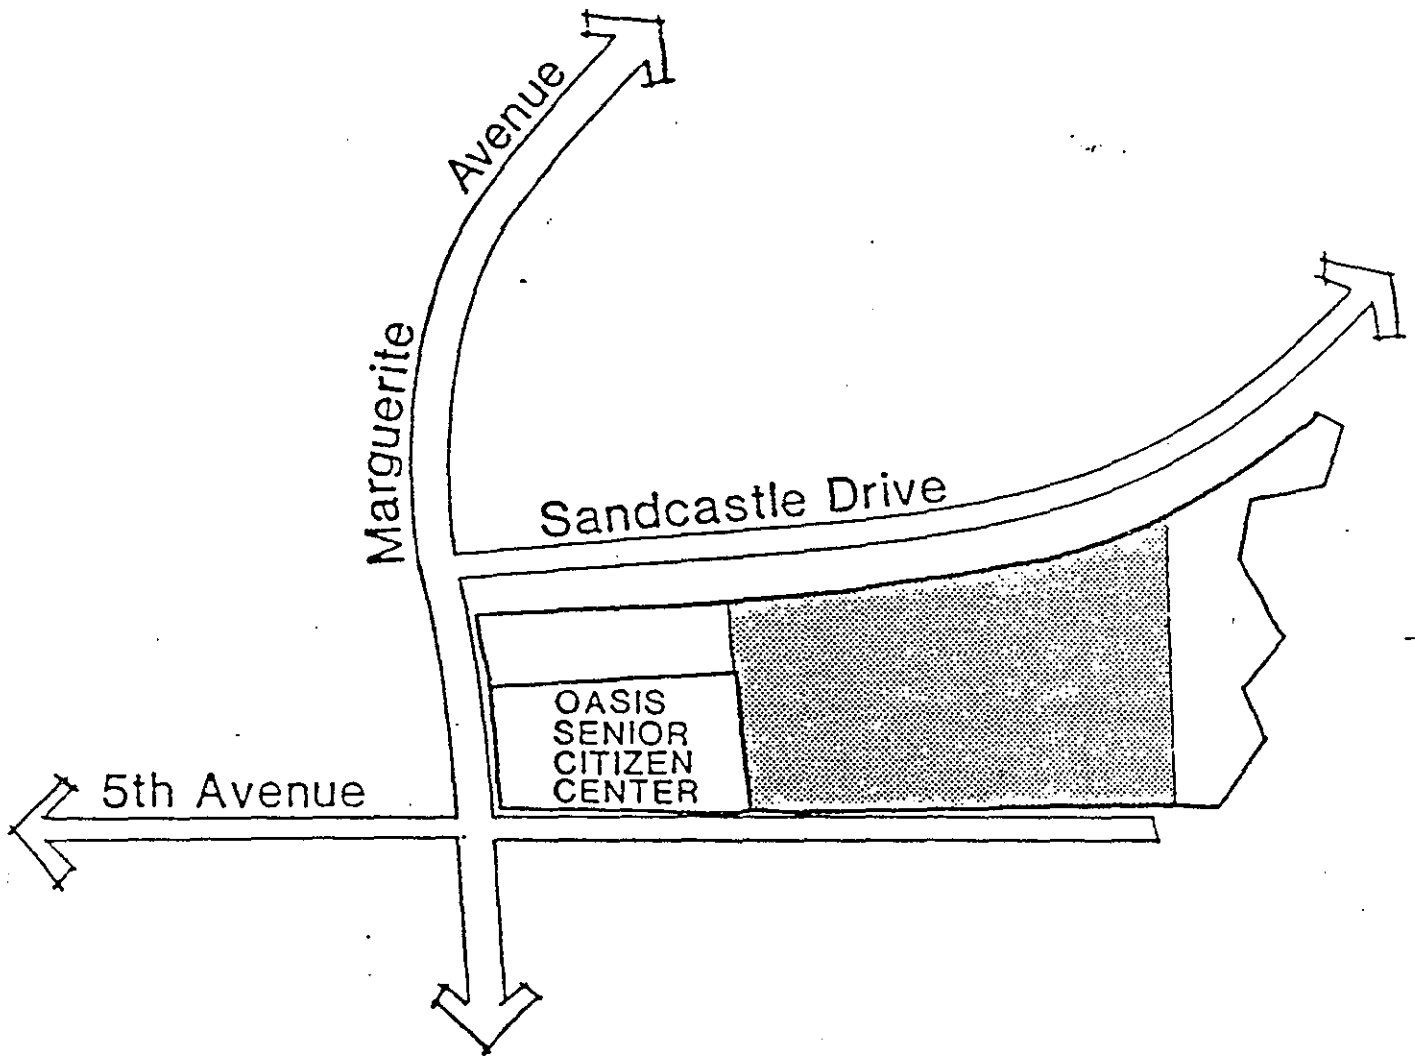 Marguerite Avenue
Sandcastle Drive
OASIS
SENIOR
CITIZEN
CENTER
5th Avenue